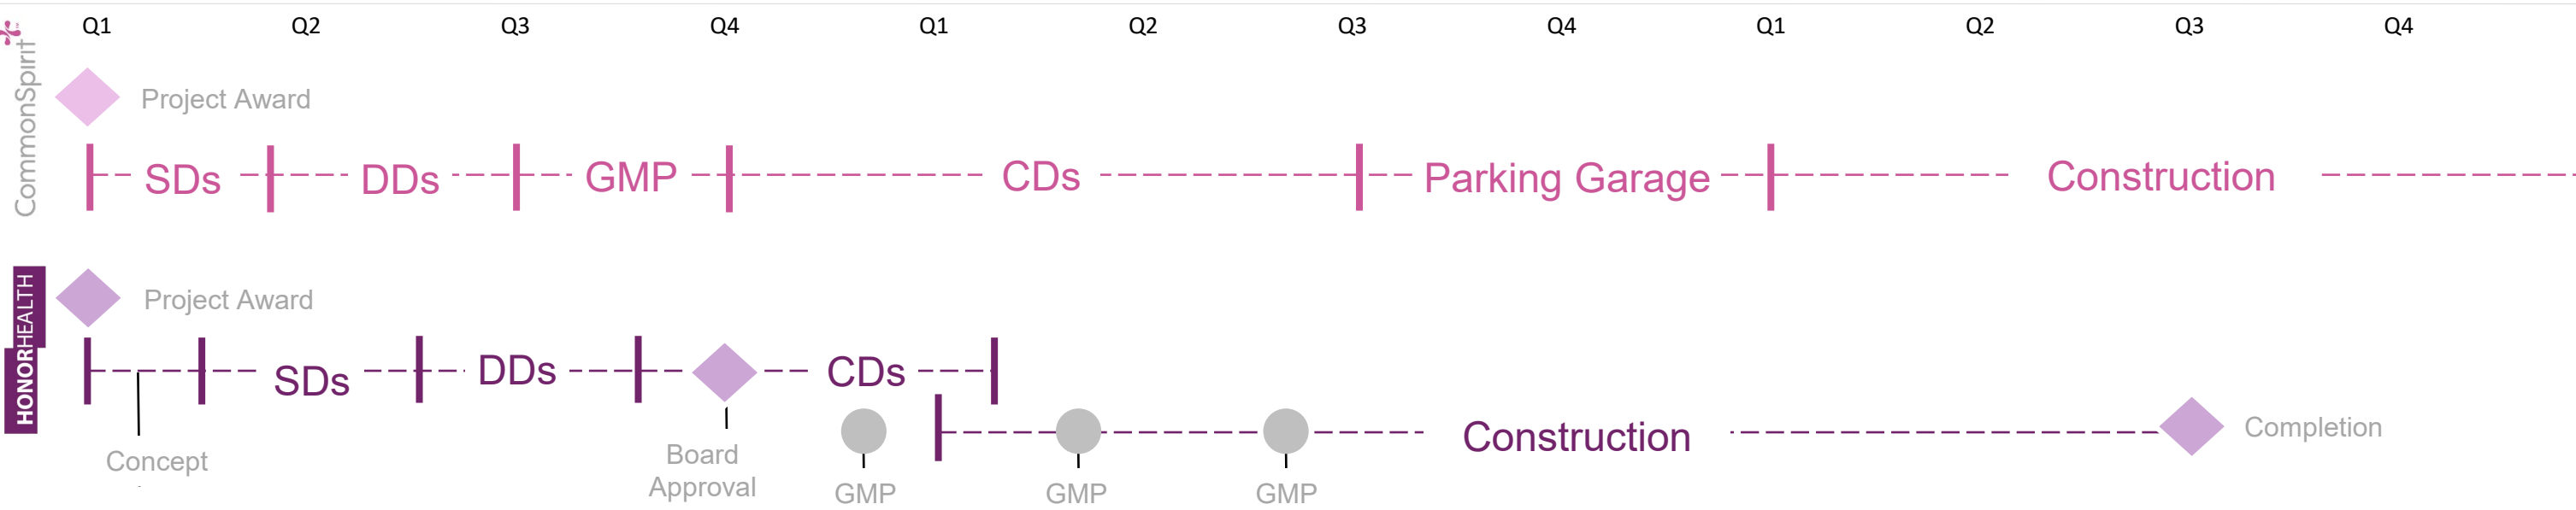 Q1 Q2 Q3 Q4 Q1 Q2 Q3 Q4 Q1 Q2 Q3 Q4
CommonSpirit
Project Award
SDs DDs GMP CDs Parking Garage Construction
HONORHEALTH
Project Award
SDs DDs CDs
Construction Completion
Concept
Board
Approval
GMP GMP GMP